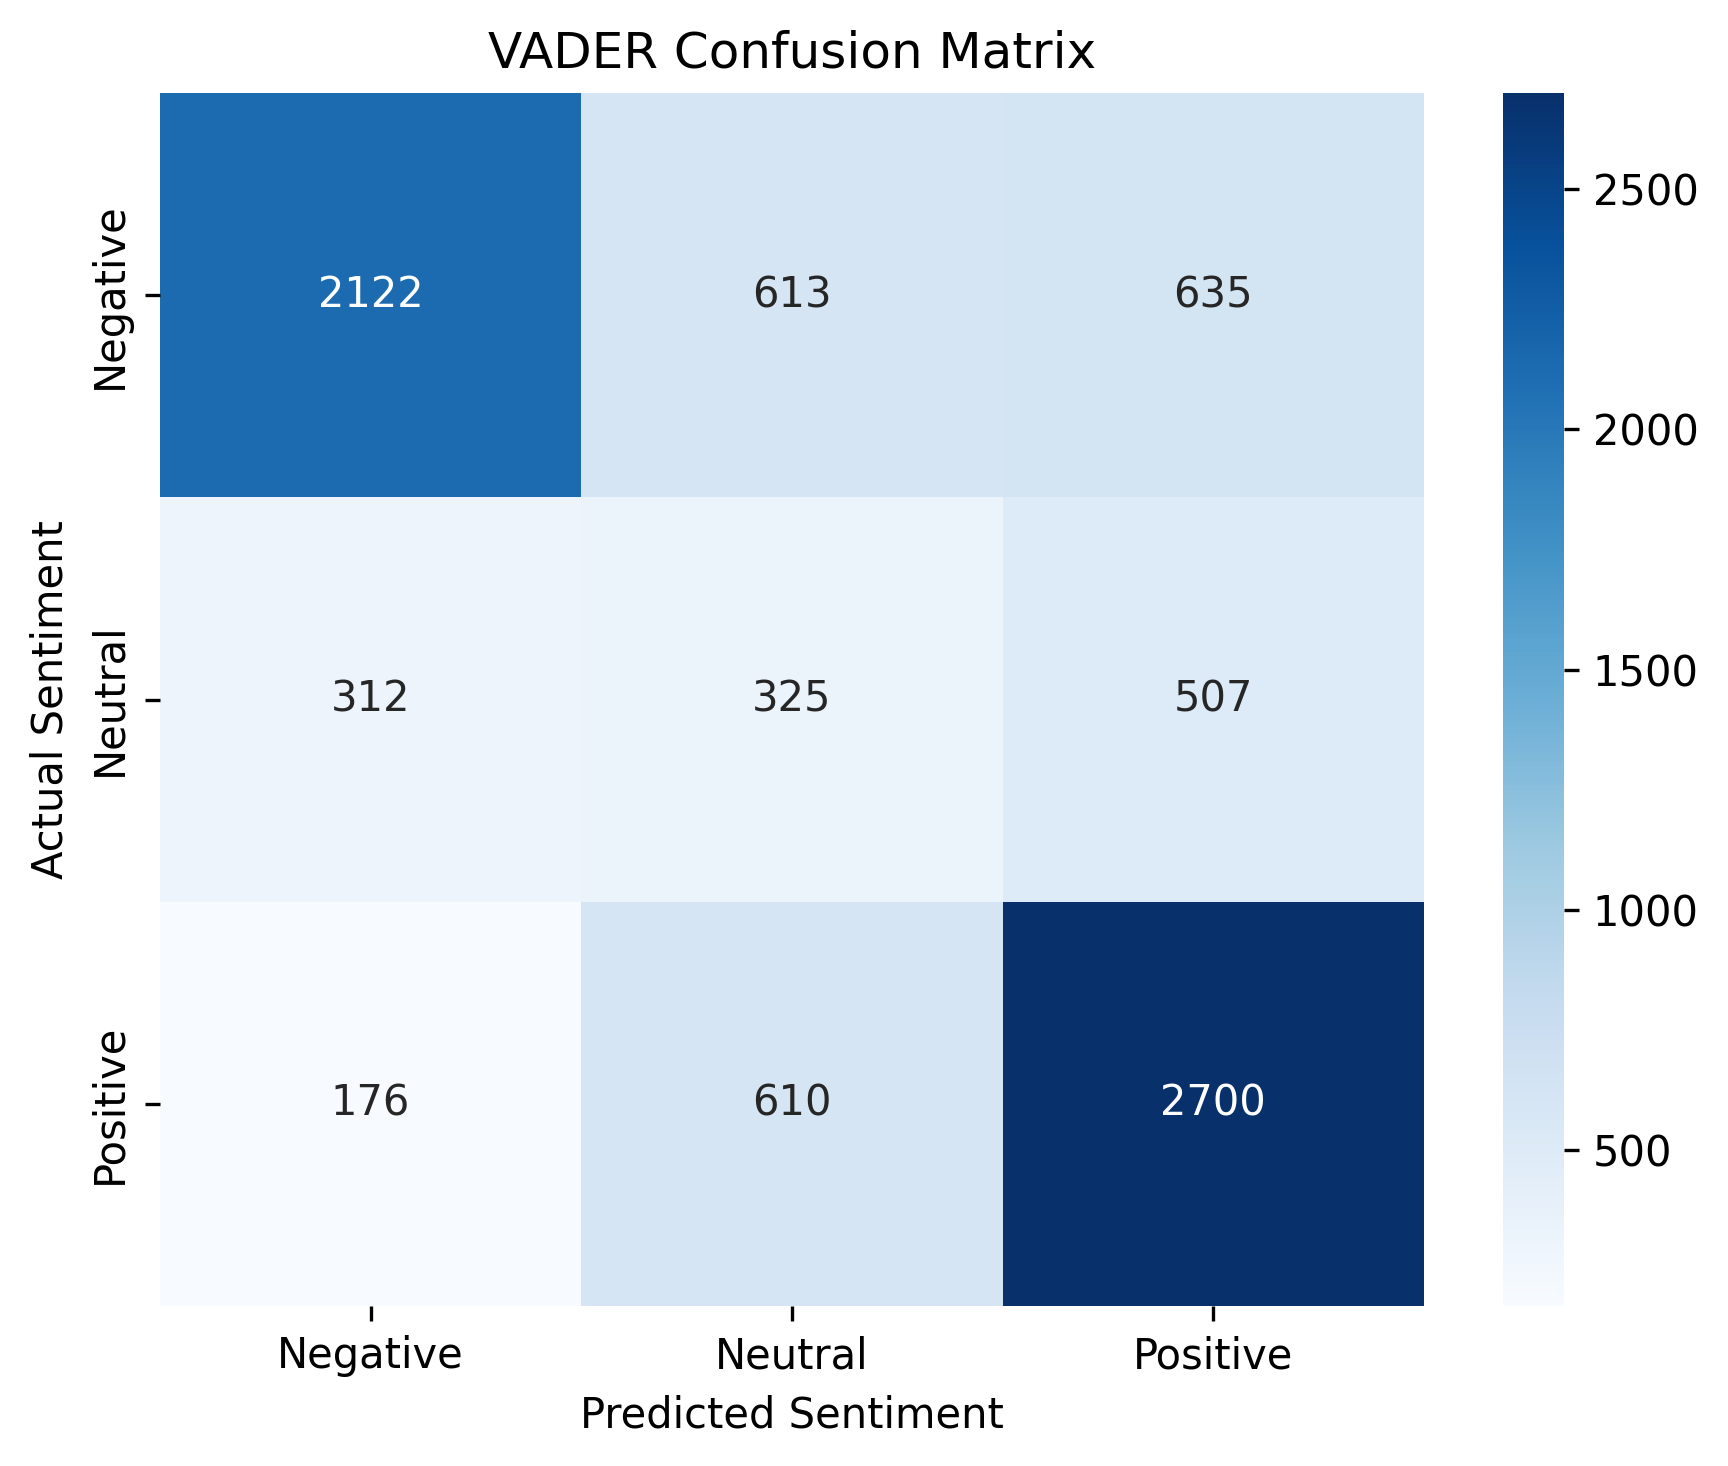 VADER Confusion Matrix
Actual Sentiment
Negative
2122 613 635
Neutral
312 325 507
Positive
176 610 2700
Negative Neutral Positive
Predicted Sentiment
2500
2000
1500
1000
500